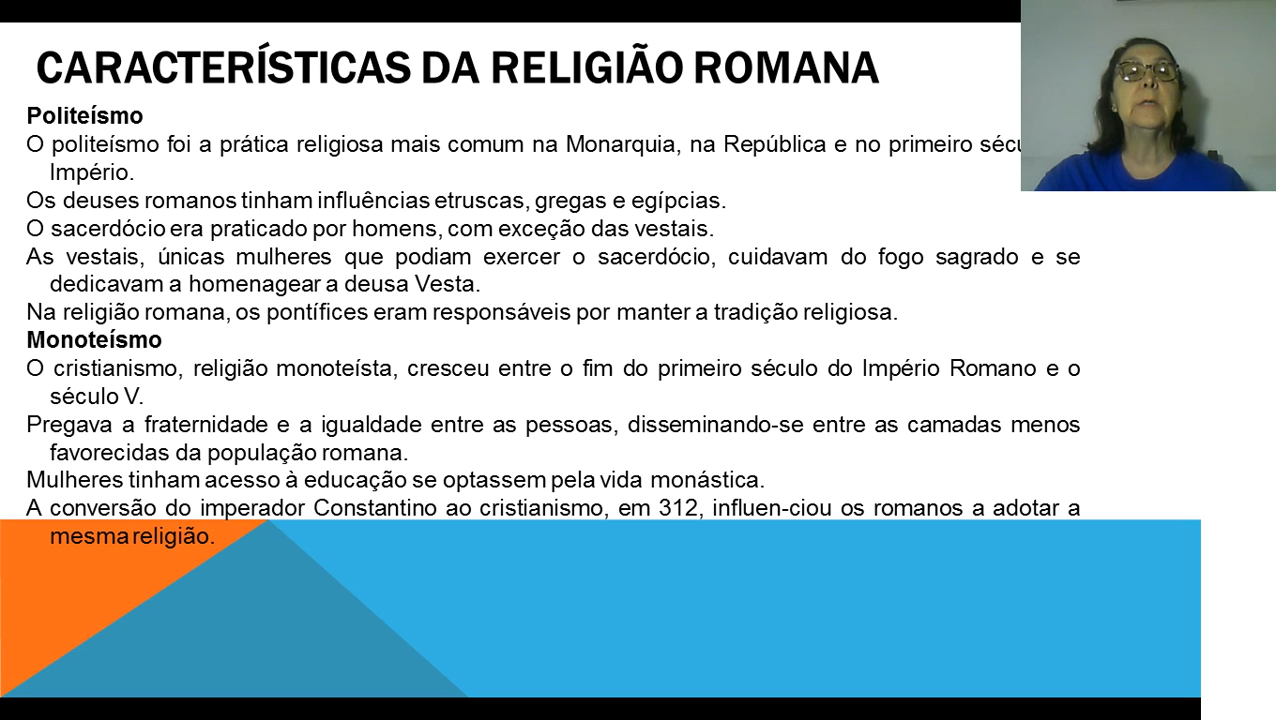 CARACTERÍSTICAS DA RELIGIÃO ROMANA
Politeísmo
O politeísmo foi a prática religiosa mais comum na Monarquia, na República e no primeiro
Império.
Os deuses romanos tinham influências etruscas, gregas e egípcias.
O sacerdócio era praticado por homens, com exceção das vestais.
As vestais, únicas mulheres que podiam exercer o sacerdócio, cuidavam do fogo sagrado e se
dedicavam a homenagear a deusa Vesta.
Na religião romana, os pontífices eram responsáveis por manter a tradição religiosa.
Monoteísmo
O cristianismo, religião monoteísta, cresceu entre o fim do primeiro século do Império Romano e o
século V.
Pregava a fraternidade e a igualdade entre as pessoas, disseminando-se entre as camadas menos
favorecidas da população romana.
Mulheres tinham acesso à educação se optassem pela vida monástica.
A conversão do imperador Constantino ao cristianismo, em 312, influen-ciou os romanos a adotar a
mesma religião.